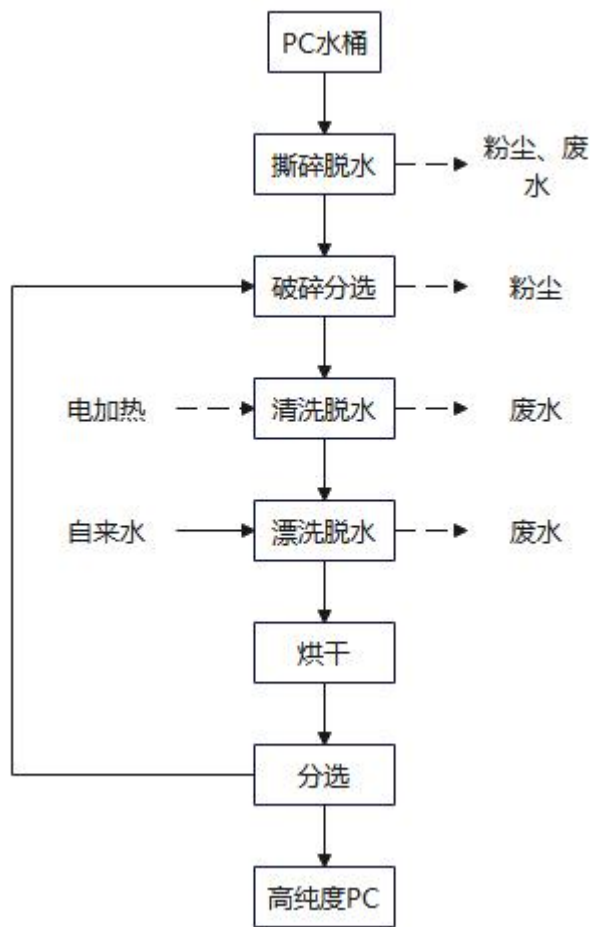 PC水桶
撕碎脱水
粉尘、废
水
破碎分选
粉尘
电加热
清洗脱水
废水
自来水
漂洗脱水
废水
烘干
分选
高纯度PC